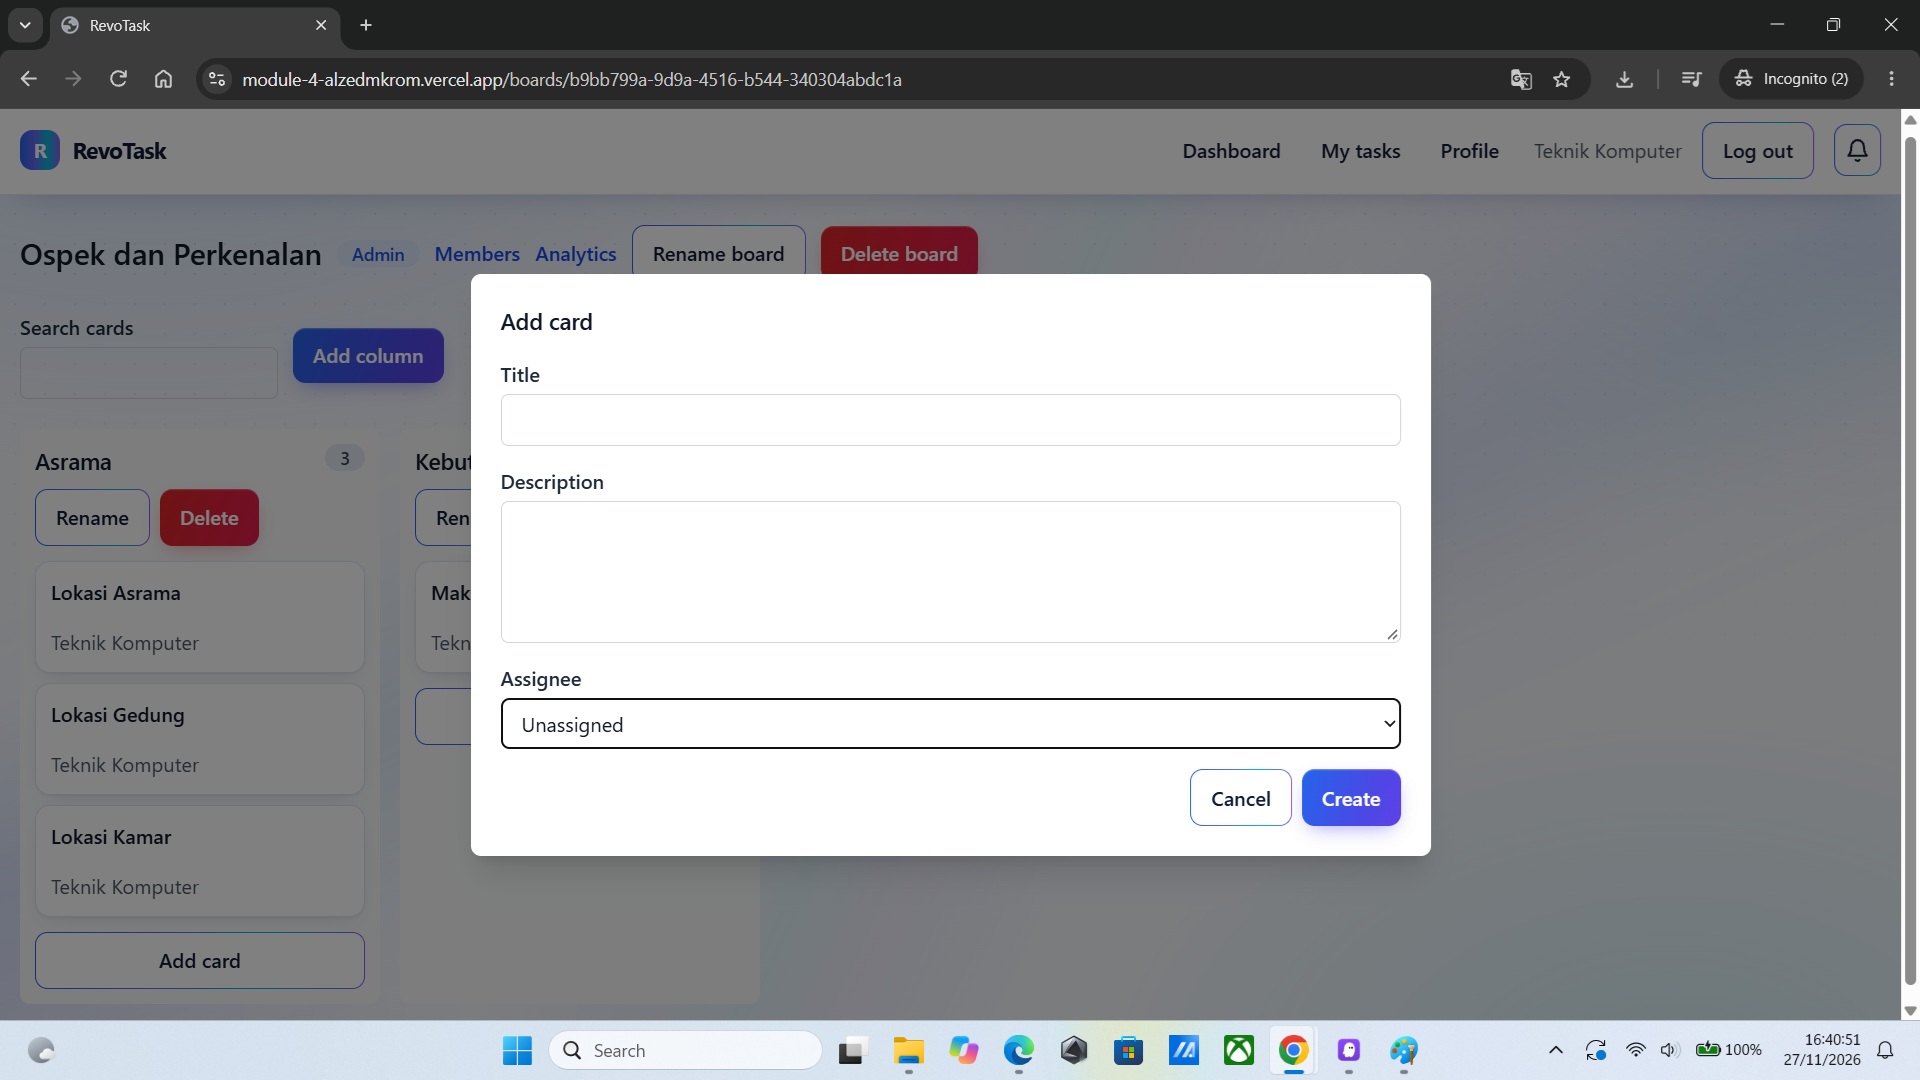 RevoTask
module-4-alzedmkrom.vercel.app/boards/b9bb799a-9d9a-4516-b544-340304abdc1a
Incognito (2)
R RevoTask
Dashboard
My tasks
Profile
Teknik Komputer
Log out
Ospek dan Perkenalan
Admin
Members
Analytics
Rename board
Delete board
Search cards
Add column
Asrama
3
Rename
Delete
Lokasi Asrama
Teknik Komputer
Lokasi Gedung
Teknik Komputer
Lokasi Kamar
Teknik Komputer
Add card
Kebut
Ren
Mak
Tekn
Add card
Title
Description
Assignee
Unassigned
Cancel
Create
Search
100%
16:40:51
27/11/2026